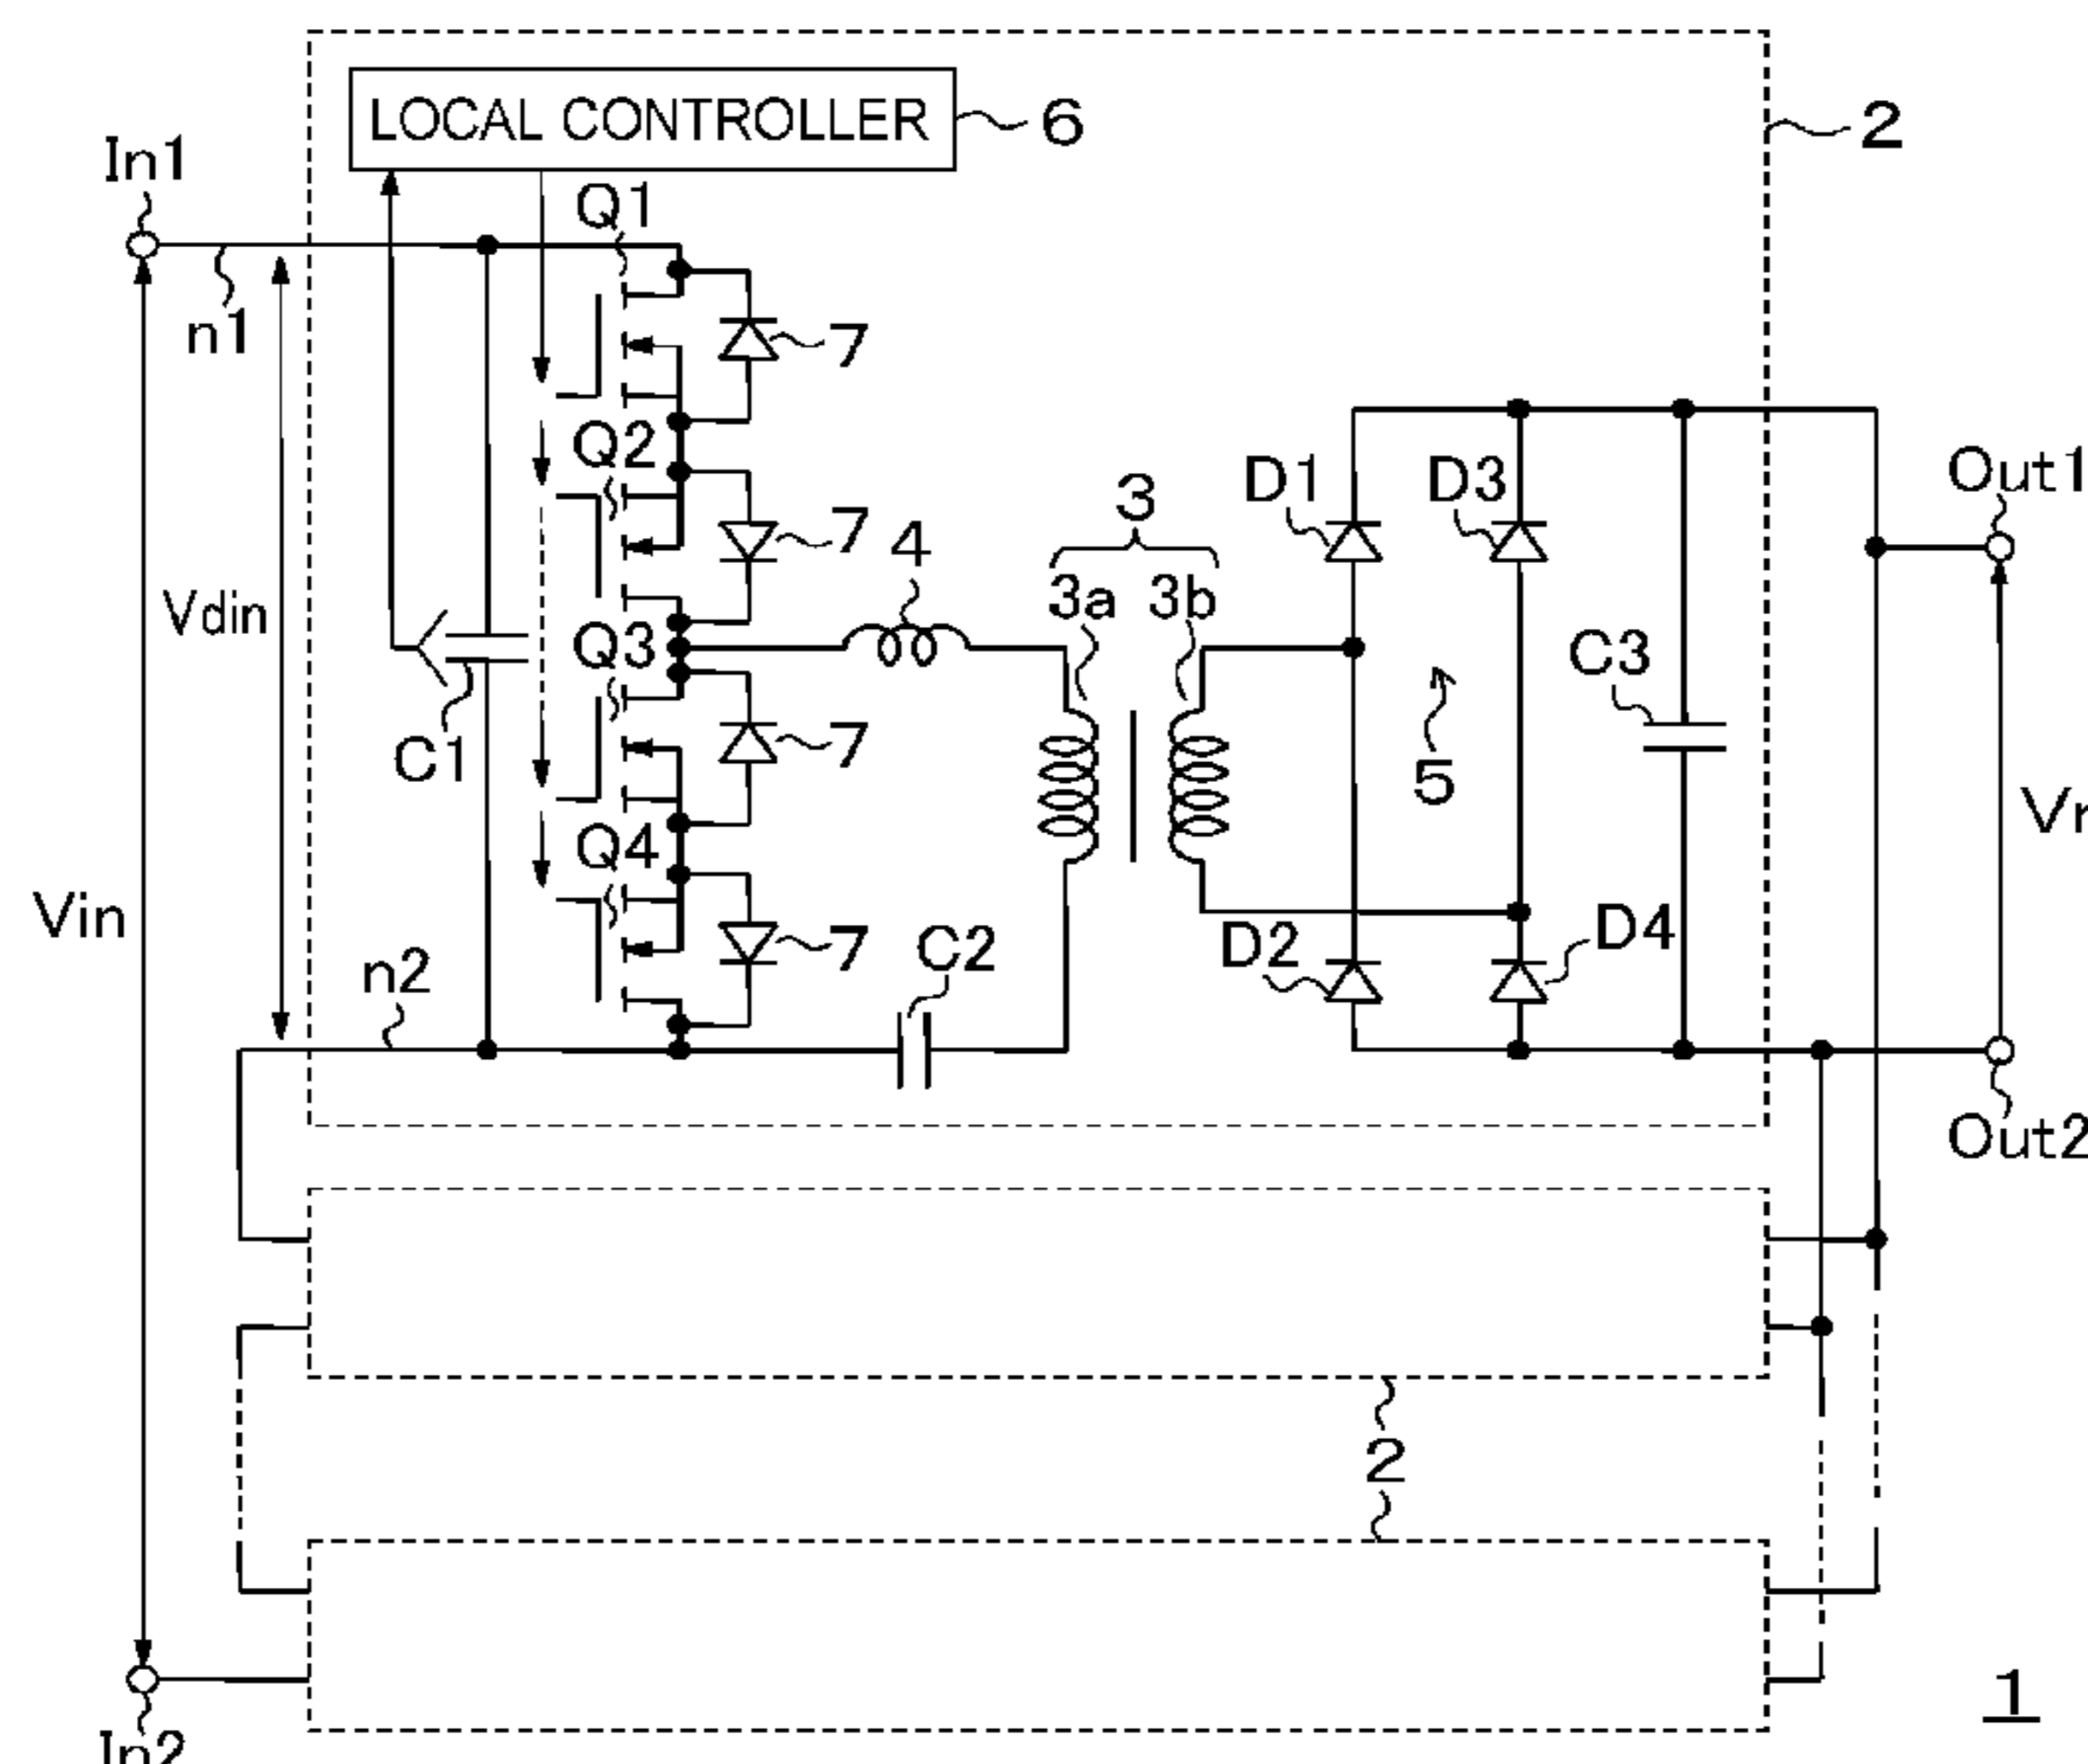 LOCAL CONTROLLER
6
2
In1
Q1
n1
7
Q2
Out1
D1
D3
3
7
4
3a
3b
Vdin
Q3
C3
C1
7
5
Q4
Vin
D4
D2
C2
7
n2
Out2
2
1
In2